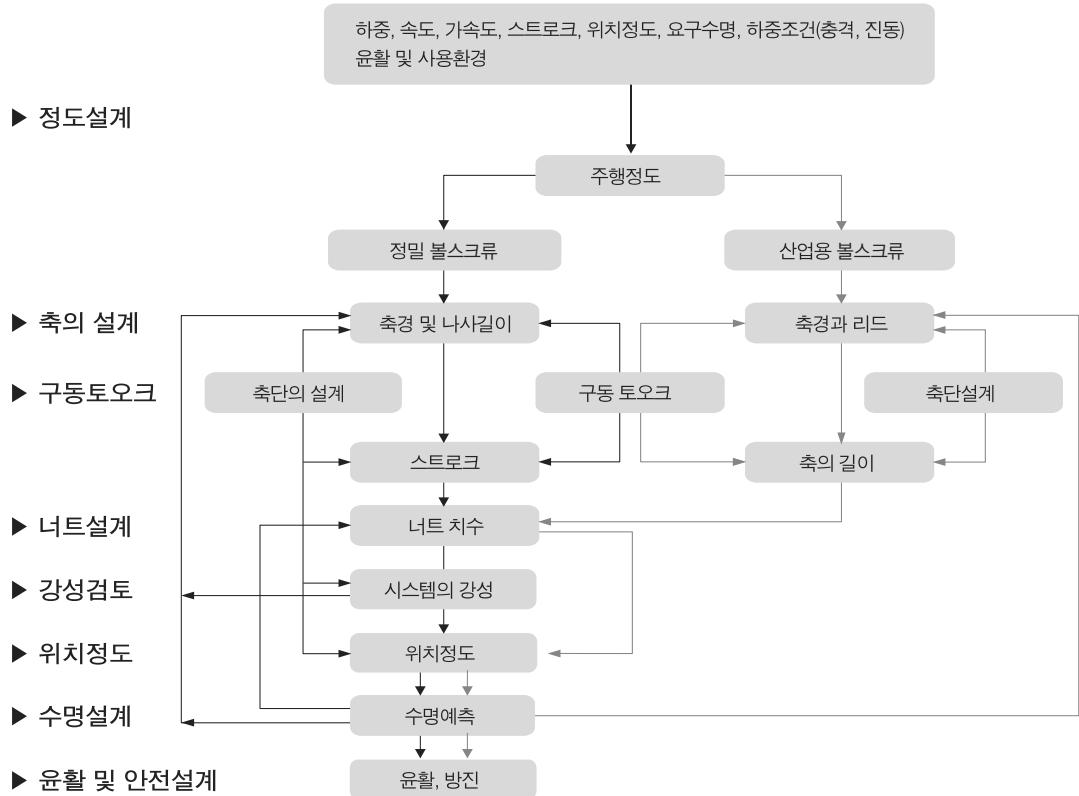 하중, 속도, 가속도, 스트로크, 위치정도, 요구수명, 하중조건(충격, 진동)
윤활 및 사용환경
▶ 정도설계
주행정도
정밀 볼스크류
산업용 볼스크류
▶ 축의 설계
축경 및 나사길이
축경과 리드
▶ 구동토오크
축단의 설계
구동 토오크
축단설계
스트로크
축의 길이
▶ 너트설계
너트 치수
▶ 강성검토
시스템의 강성
▶ 위치정도
위치정도
▶ 수명설계
수명예측
▶ 윤활 및 안전설계
윤활, 방진